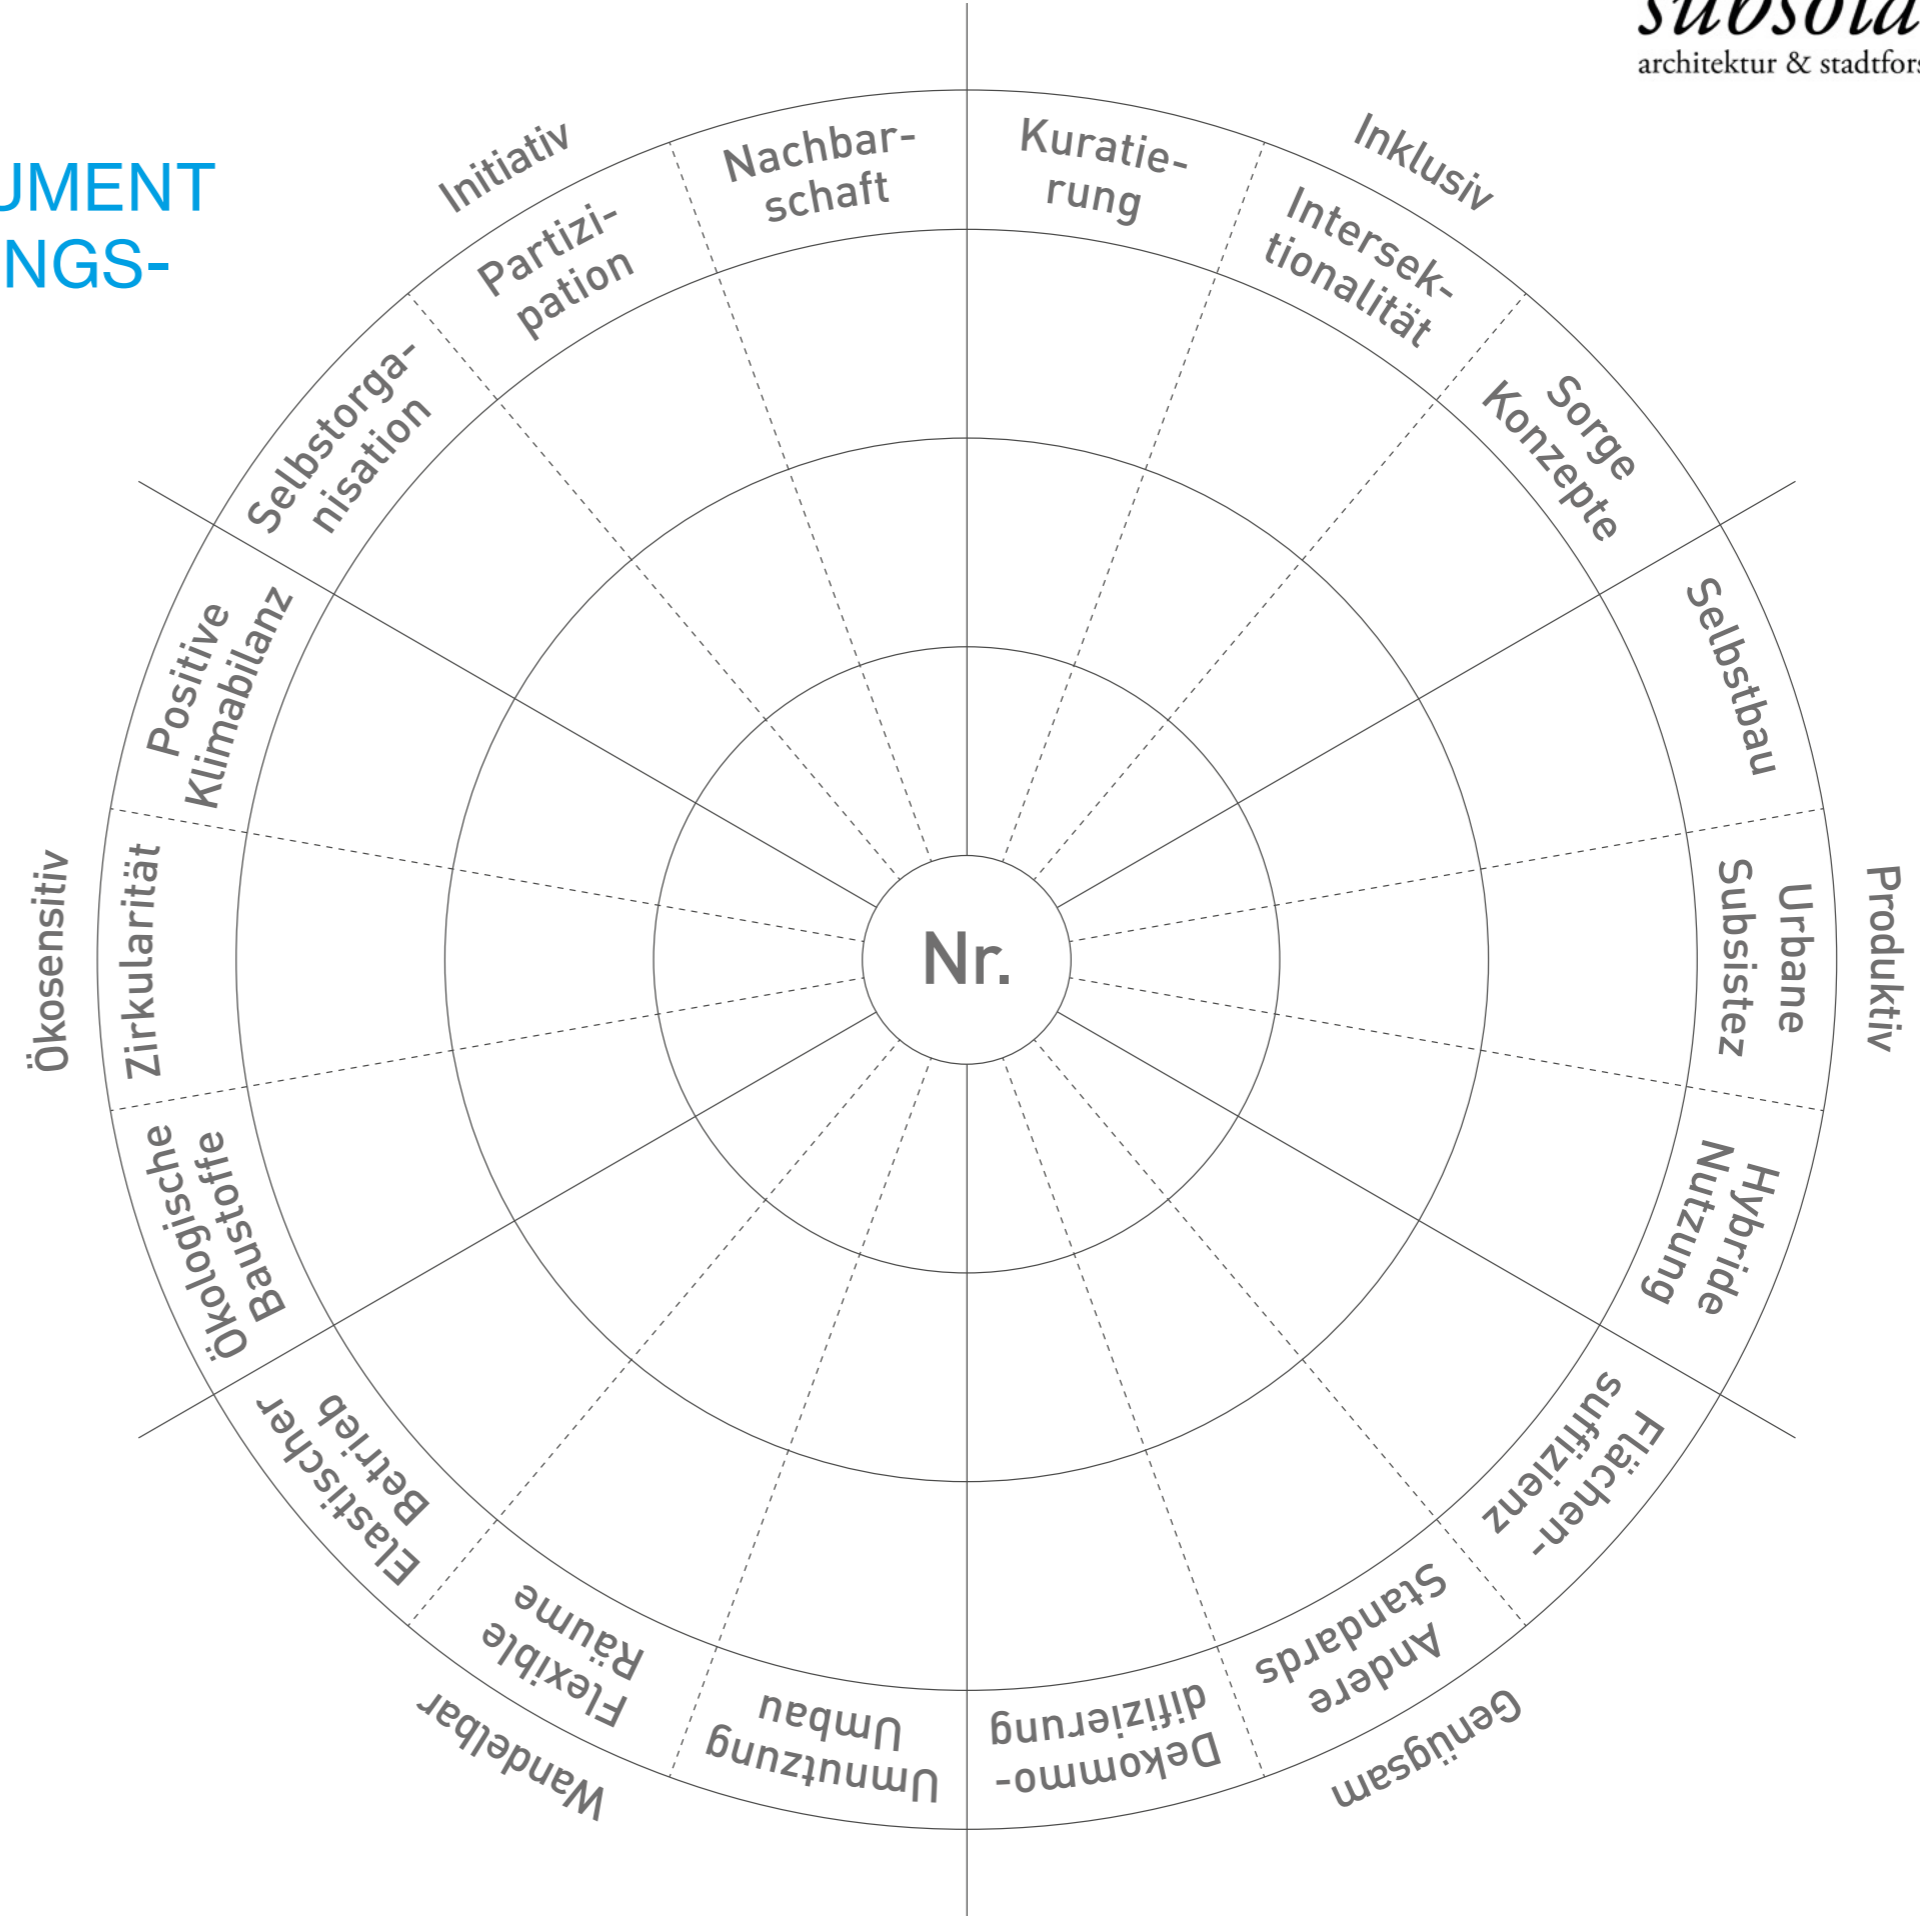 architektur & stadtfors
UMENT
NGS-
Initiativ
Nachbar-
schaft
Partizi-
pation
Selbstorga-
nisation
Inklusiv
Kuratie-
rung
Intersek-
tionalität
Sorge
Konzepte
Produktiv
Selbstbau
Urbane
Subsistez
Hybride
Nutzung
Genügsam
Flächen-
suffizienz
Andere
Standards
Dekommo-
difizierung
Wandelbar
Umnutzung
Umbau
Flexible
Räume
Elastischer
Betrieb
Ökosensitiv
Ökologische
Baustoffe
Zirkularität
Positive
Klimabilanz
Nr.